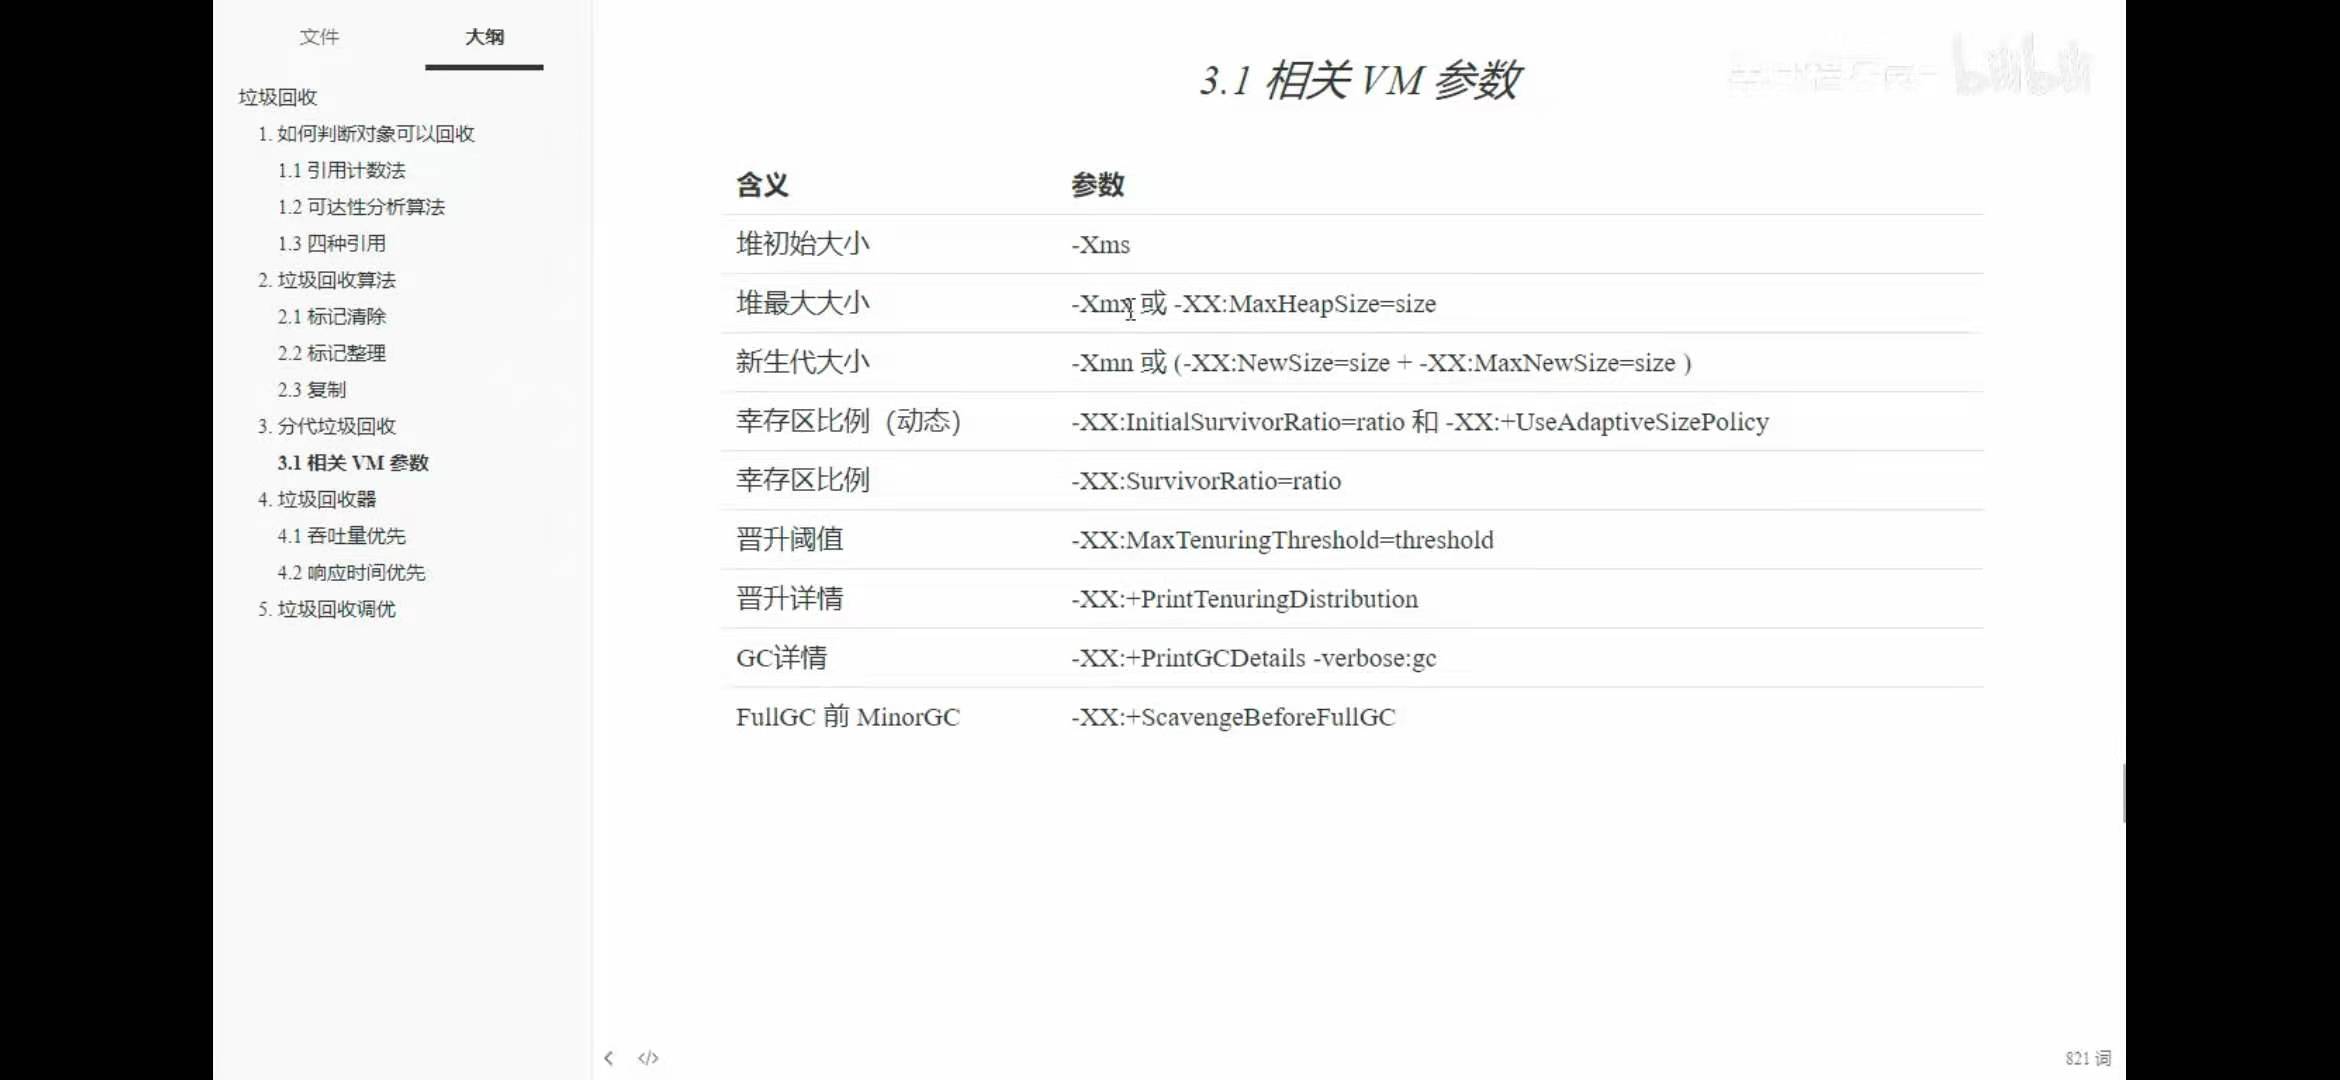 文件 大纲
垃圾回收
1. 如何判断对象可以回收
1.1 引用计数法
1.2 可达性分析算法
1.3 四种引用
2. 垃圾回收算法
2.1 标记清除
2.2 标记整理
2.3 复制
3. 分代垃圾回收
3.1 相关 VM 参数
4. 垃圾回收器
4.1 吞吐量优先
4.2 响应时间优先
5. 垃圾回收调优
3.1 相关 VM 参数
bilibili
含义 参数
堆初始大小 -Xms
堆最大大小 -Xmx 或 -XX:MaxHeapSize=size
新生代大小 -Xmn 或 (-XX:NewSize=size + -XX:MaxNewSize=size )
幸存区比例（动态） -XX:InitialSurvivorRatio=ratio 和 -XX:+UseAdaptiveSizePolicy
幸存区比例 -XX:SurvivorRatio=ratio
晋升阈值 -XX:MaxTenuringThreshold=threshold
晋升详情 -XX:+PrintTenuringDistribution
GC详情 -XX:+PrintGCDetails -verbose:gc
FullGC 前 MinorGC -XX:+ScavengeBeforeFullGC
821 词